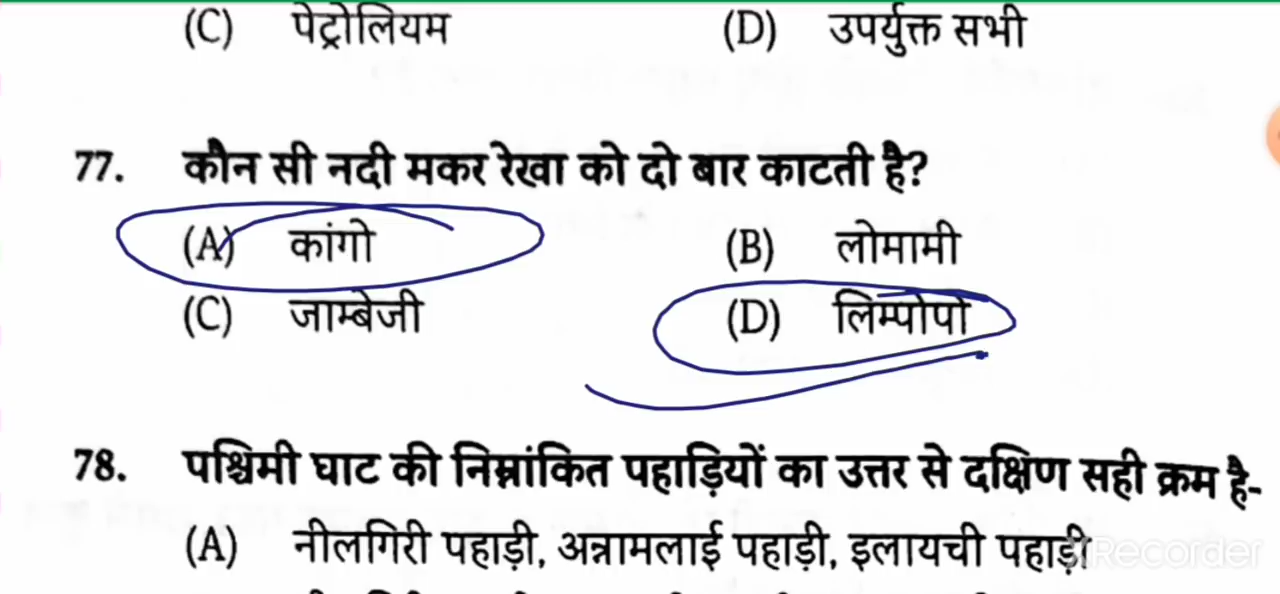 (C) पेट्रोलियम (D) उपर्युक्त सभी
77. कौन सी नदी मकर रेखा को दो बार काटती है?
(A) कांगो (B) लोमामी
(C) जाम्बेजी (D) लिम्पोपो
78. पश्चिमी घाट की निम्नांकित पहाड़ियों का उत्तर से दक्षिण सही क्रम है-
(A) नीलगिरी पहाड़ी, अन्नामलाई पहाड़ी, इलायची पहाड़ी
Recorder